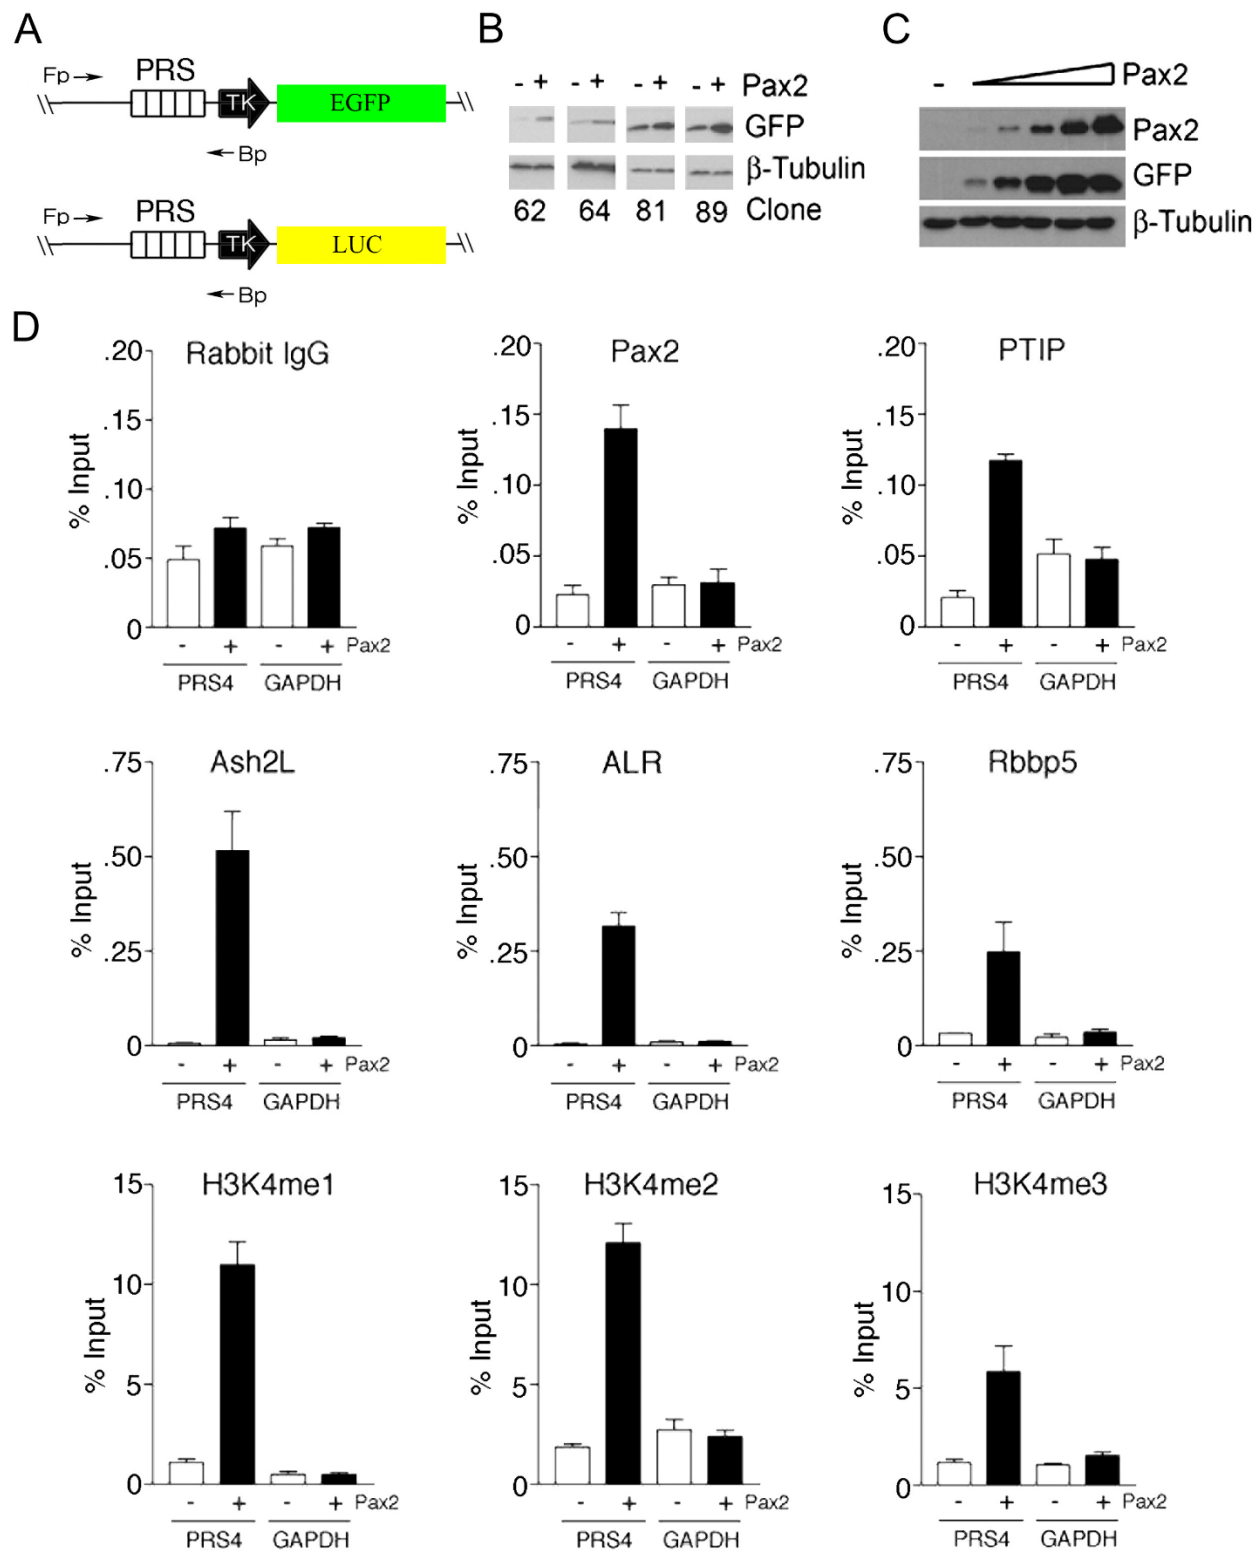 A
Fp
PRS
TK
EGFP
Bp
Fp
PRS
TK
LUC
Bp
B
- + - + - + - + Pax2
GFP
β-Tubulin
62 64 81 89 Clone
C
- Pax2
Pax2
GFP
β-Tubulin
D
Rabbit IgG
% Input
.20
.15
.10
.05
0
- + - + Pax2
PRS4 GAPDH
Pax2
% Input
.20
.15
.10
.05
0
- + - +
PRS4 GAPDH
PTIP
% Input
.20
.15
.10
.05
0
- + - + Pax2
PRS4 GAPDH
Ash2L
% Input
.75
.50
.25
0
- + - + Pax2
PRS4 GAPDH
ALR
% Input
.75
.50
.25
0
- + - + Pax2
PRS4 GAPDH
Rbbp5
% Input
.75
.50
.25
0
- + - + Pax2
PRS4 GAPDH
H3K4me1
% Input
15
10
5
0
- + - + Pax2
PRS4 GAPDH
H3K4me2
% Input
15
10
5
0
- + - + Pax2
PRS4 GAPDH
H3K4me3
% Input
15
10
5
0
- + - + Pax2
PRS4 GAPDH